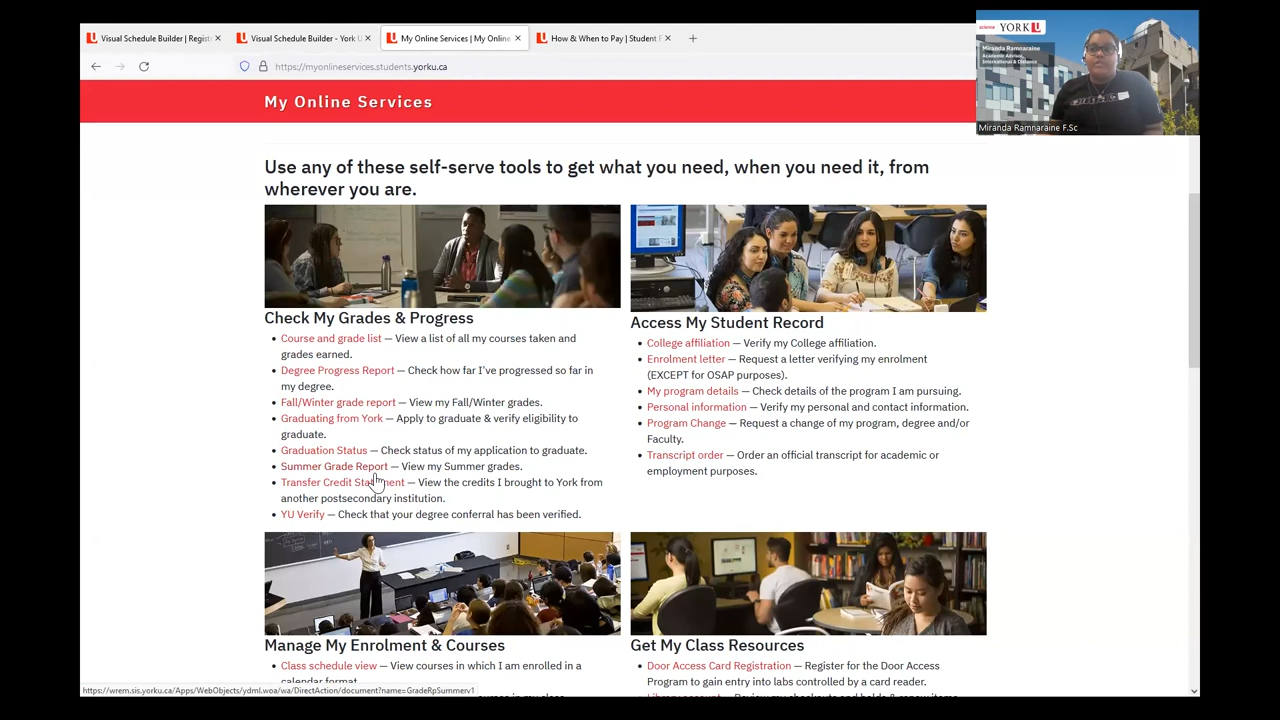 Visual Schedule Builder | Regist
Visual Schedule Builder - York U
My Online Services | My Online
How & When to Pay | Student F
https://myonlineservices.students.yorku.ca
science YORK U
Miranda Ramnaraine
Academic Advisor,
International & Distance
Miranda Ramnaraine F.Sc
My Online Services
Use any of these self-serve tools to get what you need, when you need it, from
wherever you are.
Check My Grades & Progress
• Course and grade list — View a list of all my courses taken and
grades earned.
• Degree Progress Report — Check how far I've progressed so far in
my degree.
• Fall/Winter grade report — View my Fall/Winter grades.
• Graduating from York — Apply to graduate & verify eligibility to
graduate.
• Graduation Status — Check status of my application to graduate.
• Summer Grade Report — View my Summer grades.
• Transfer Credit Statement — View the credits I brought to York from
another postsecondary institution.
• YU Verify — Check that your degree conferral has been verified.
Access My Student Record
• College affiliation — Verify my College affiliation.
• Enrolment letter — Request a letter verifying my enrolment
(EXCEPT for OSAP purposes).
• My program details — Check details of the program I am pursuing.
• Personal information — Verify my personal and contact information.
• Program Change — Request a change of my program, degree and/or
Faculty.
• Transcript order — Order an official transcript for academic or
employment purposes.
Manage My Enrolment & Courses
• Class schedule view — View courses in which I am enrolled in a
calendar format.
Get My Class Resources
• Door Access Card Registration — Register for the Door Access
Card Program to gain entry into labs controlled by a card reader.
https://wrem.sis.yorku.ca/Apps/WebObjects/ydml.woa/wa/DirectAction/document?name=GradeRpSummerv1